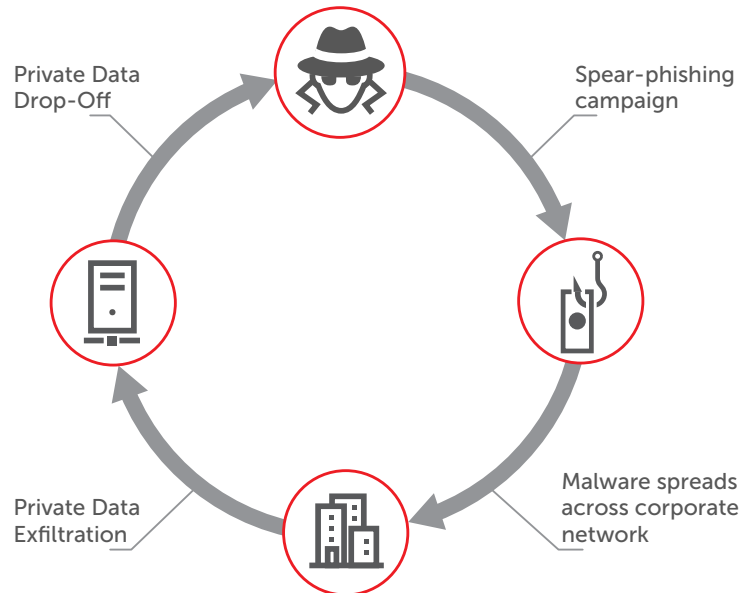 Private Data
Drop-Off
Spear-phishing
campaign
Private Data
Exfiltration
Malware spreads
across corporate
network